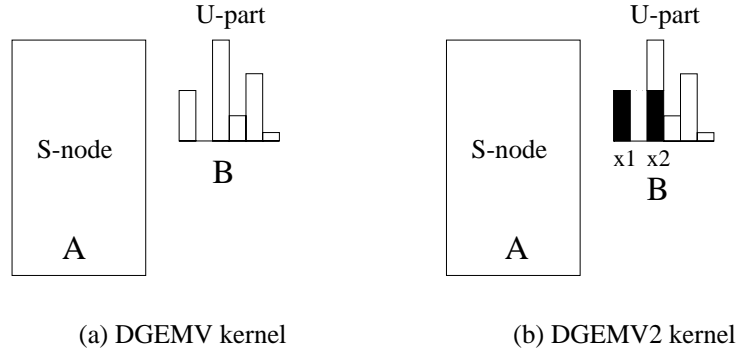 U-part
S-node
B
A
(a) DGEMV kernel
U-part
S-node
x1 x2
B
A
(b) DGEMV2 kernel